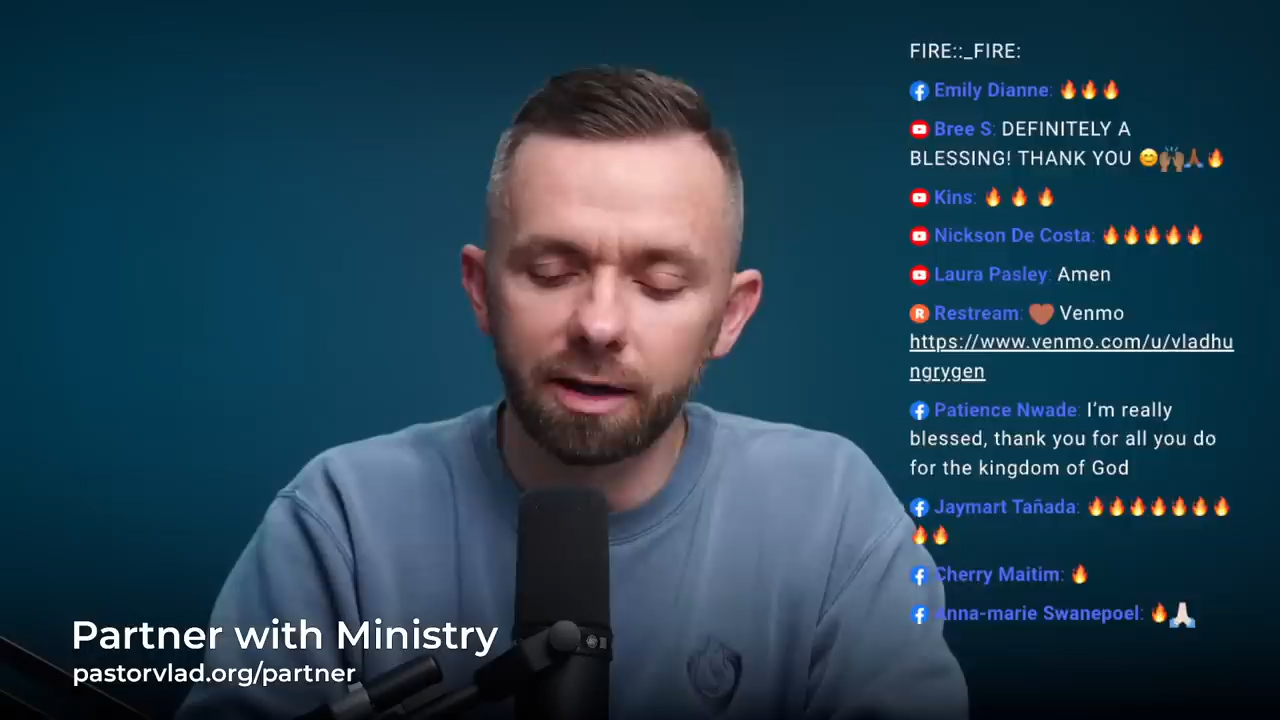 FIRE::_FIRE:
Emily Dianne: 🔥🔥🔥
Bree S: DEFINITELY A
BLESSING! THANK YOU 😊🙌🏾🙏🏾🔥
Kins: 🔥 🔥 🔥
Nickson De Costa: 🔥🔥🔥🔥🔥
Laura Pasley: Amen
Restream: 🤎 Venmo
https://www.venmo.com/u/vladhu
ngrygen
Patience Nwade: I’m really
blessed, thank you for all you do
for the kingdom of God
Jaymart Tañada: 🔥🔥🔥🔥🔥🔥🔥
🔥🔥
Cherry Maitim: 🔥
Anna-marie Swanepoel: 🔥🙏🏻
Partner with Ministry
pastorvlad.org/partner